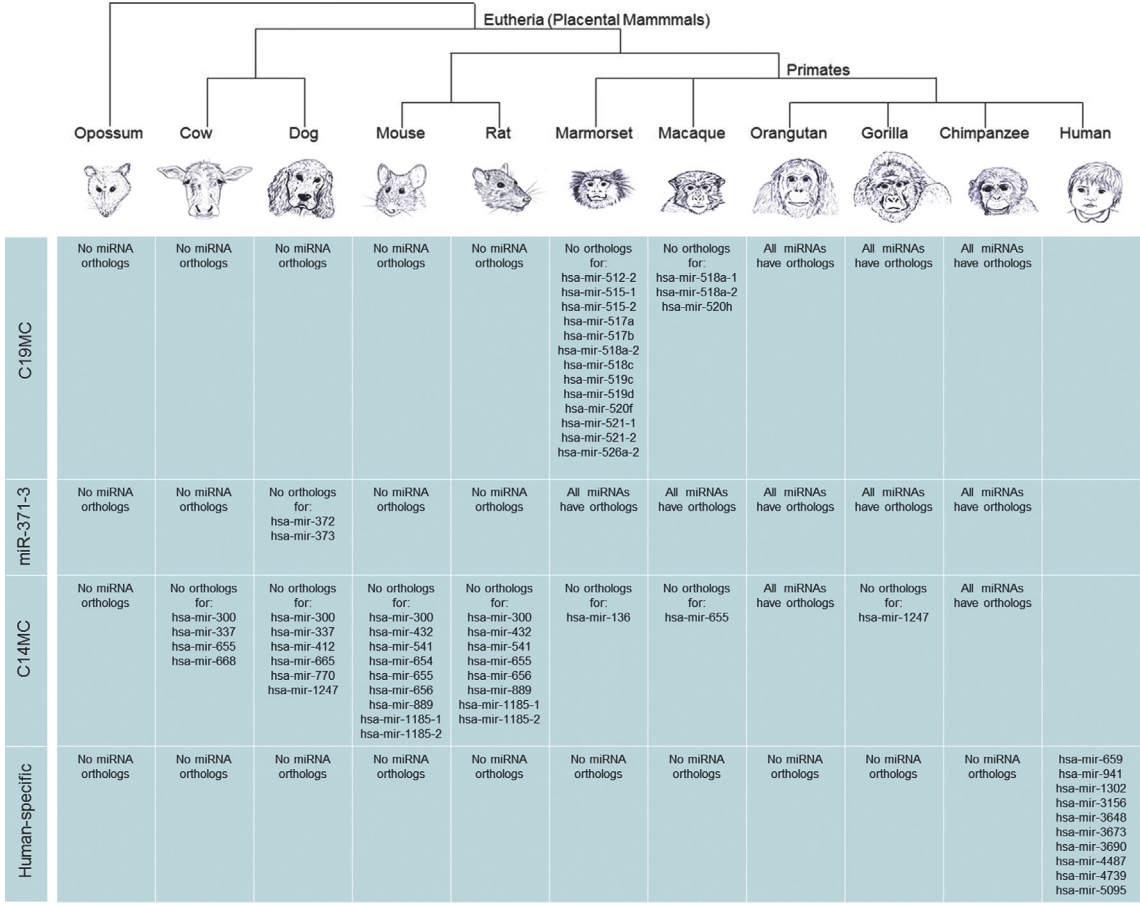 Eutheria (Placental Mammmals)
Primates
Opossum
Cow
Dog
Mouse
Rat
Marmorset
Macaque
Orangutan
Gorilla
Chimpanzee
Human
C19MC
No miRNA
orthologs
No miRNA
orthologs
No miRNA
orthologs
No miRNA
orthologs
No miRNA
orthologs
No orthologs
for:
hsa-mir-512-2
hsa-mir-515-1
hsa-mir-515-2
hsa-mir-517a
hsa-mir-517b
hsa-mir-518a-2
hsa-mir-518c
hsa-mir-519c
hsa-mir-519d
hsa-mir-520f
hsa-mir-521-1
hsa-mir-521-2
hsa-mir-526a-2
No orthologs
for:
hsa-mir-518a-1
hsa-mir-518a-2
hsa-mir-520h
All miRNAs
have orthologs
All miRNAs
have orthologs
All miRNAs
have orthologs
miR-371-3
No miRNA
orthologs
No miRNA
orthologs
No orthologs
for:
hsa-mir-372
hsa-mir-373
No miRNA
orthologs
No miRNA
orthologs
All miRNAs
have orthologs
All miRNAs
have orthologs
All miRNAs
have orthologs
All miRNAs
have orthologs
All miRNAs
have orthologs
C14MC
No miRNA
orthologs
No orthologs
for:
hsa-mir-300
hsa-mir-337
hsa-mir-655
hsa-mir-668
No orthologs
for:
hsa-mir-300
hsa-mir-337
hsa-mir-412
hsa-mir-665
hsa-mir-770
hsa-mir-1247
No orthologs
for:
hsa-mir-300
hsa-mir-432
hsa-mir-541
hsa-mir-654
hsa-mir-655
hsa-mir-656
hsa-mir-889
hsa-mir-1185-1
hsa-mir-1185-2
No orthologs
for:
hsa-mir-300
hsa-mir-432
hsa-mir-541
hsa-mir-655
hsa-mir-656
hsa-mir-889
hsa-mir-1185-1
hsa-mir-1185-2
No orthologs
for:
hsa-mir-136
No orthologs
for:
hsa-mir-655
All miRNAs
have orthologs
No orthologs
for:
hsa-mir-1247
All miRNAs
have orthologs
Human-specific
No miRNA
orthologs
No miRNA
orthologs
No miRNA
orthologs
No miRNA
orthologs
No miRNA
orthologs
No miRNA
orthologs
No miRNA
orthologs
No miRNA
orthologs
No miRNA
orthologs
No miRNA
orthologs
hsa-mir-659
hsa-mir-941
hsa-mir-1302
hsa-mir-3156
hsa-mir-3648
hsa-mir-3673
hsa-mir-3690
hsa-mir-4487
hsa-mir-4739
hsa-mir-5095